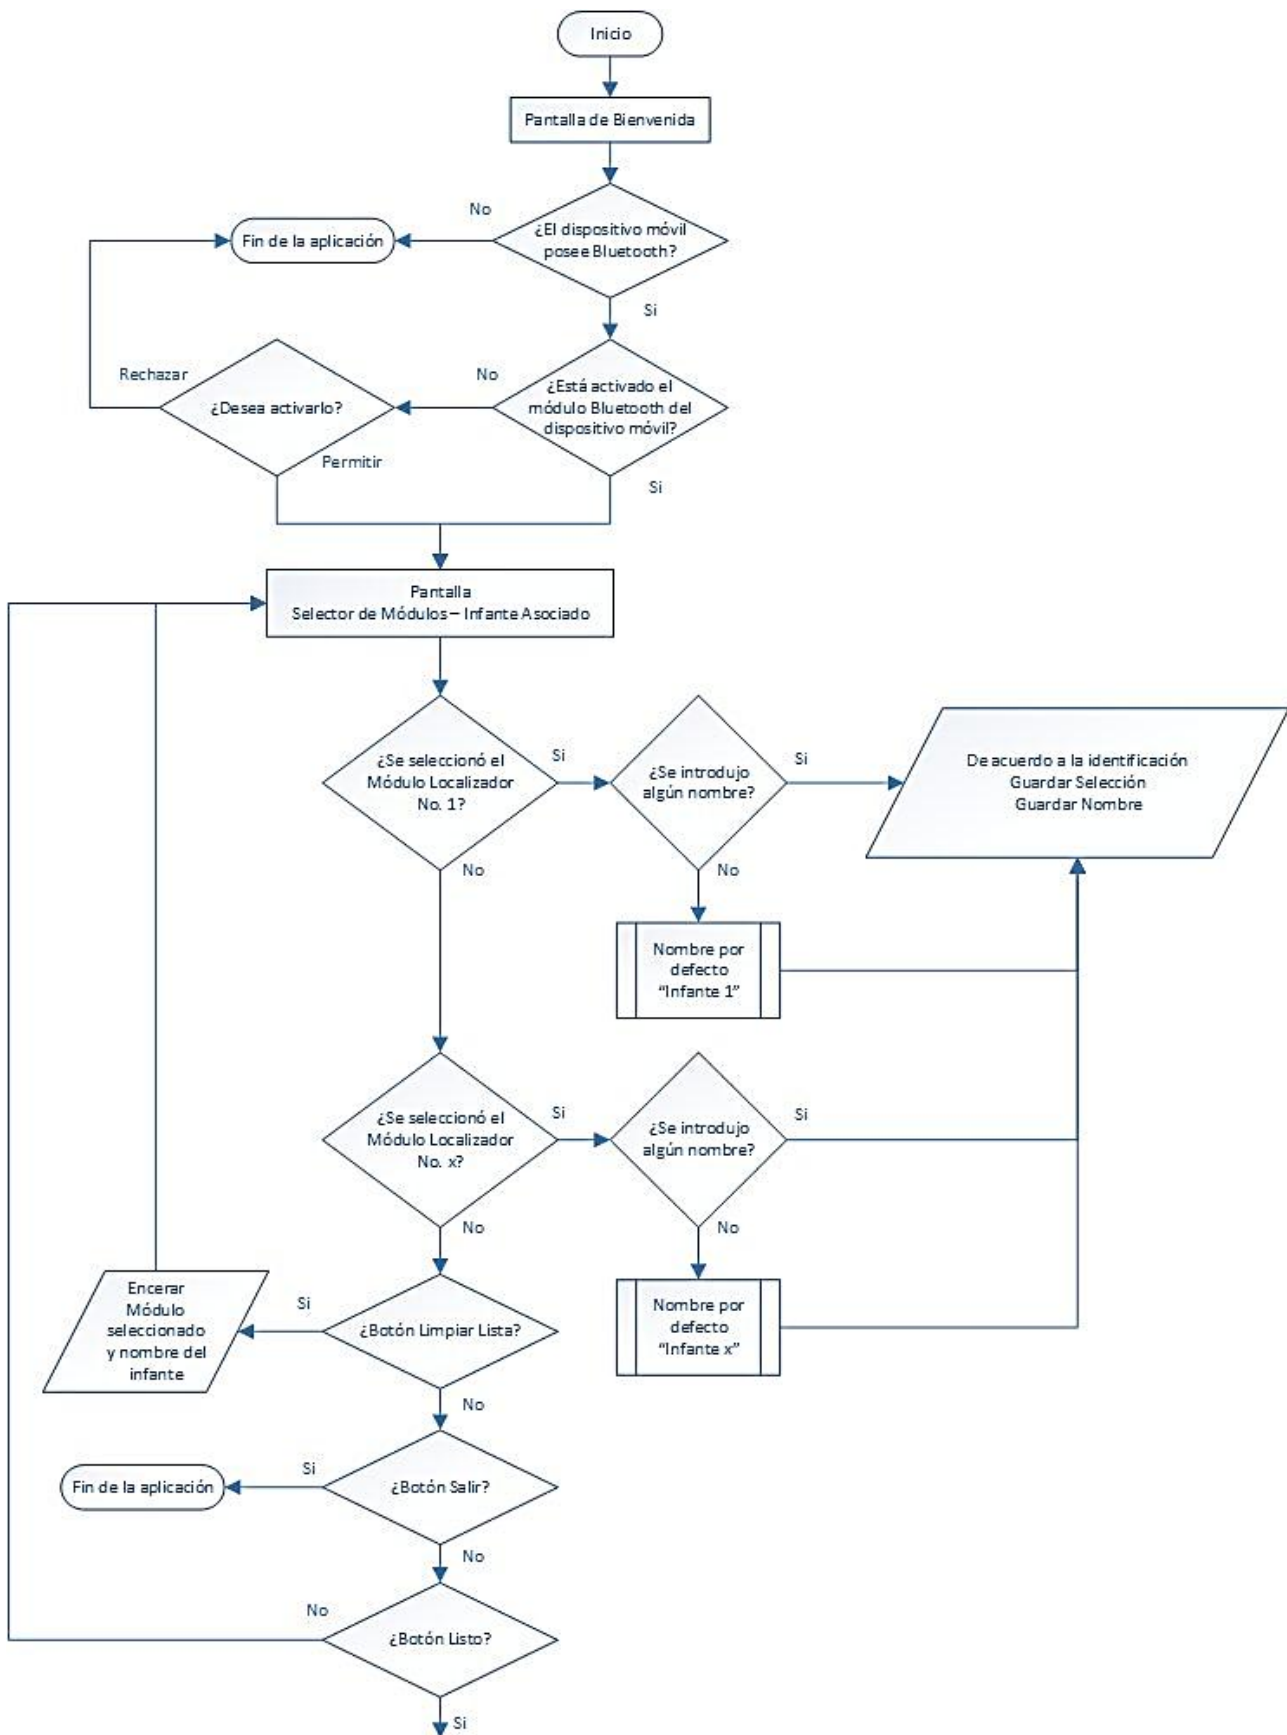 Inicio
Pantalla de Bienvenida
No
¿El dispositivo móvil
posee Bluetooth?
Fin de la aplicación
Si
Rechazar
¿Desea activarlo?
No
¿Está activado el
módulo Bluetooth del
dispositivo móvil?
Permitir
Si
Pantalla
Selector de Módulos – Infante Asociado
¿Se seleccionó el
Módulo Localizador
No. 1?
Si
¿Se introdujo
algún nombre?
Si
De acuerdo a la identificación
Guardar Selección
Guardar Nombre
No
No
Nombre por
defecto
“Infante 1”
¿Se seleccionó el
Módulo Localizador
No. x?
Si
¿Se introdujo
algún nombre?
Si
No
No
Encerar
Módulo
seleccionado
y nombre del
infante
Si
¿Botón Limpiar Lista?
Nombre por
defecto
“Infante x”
No
Fin de la aplicación
Si
¿Botón Salir?
No
No
¿Botón Listo?
Si